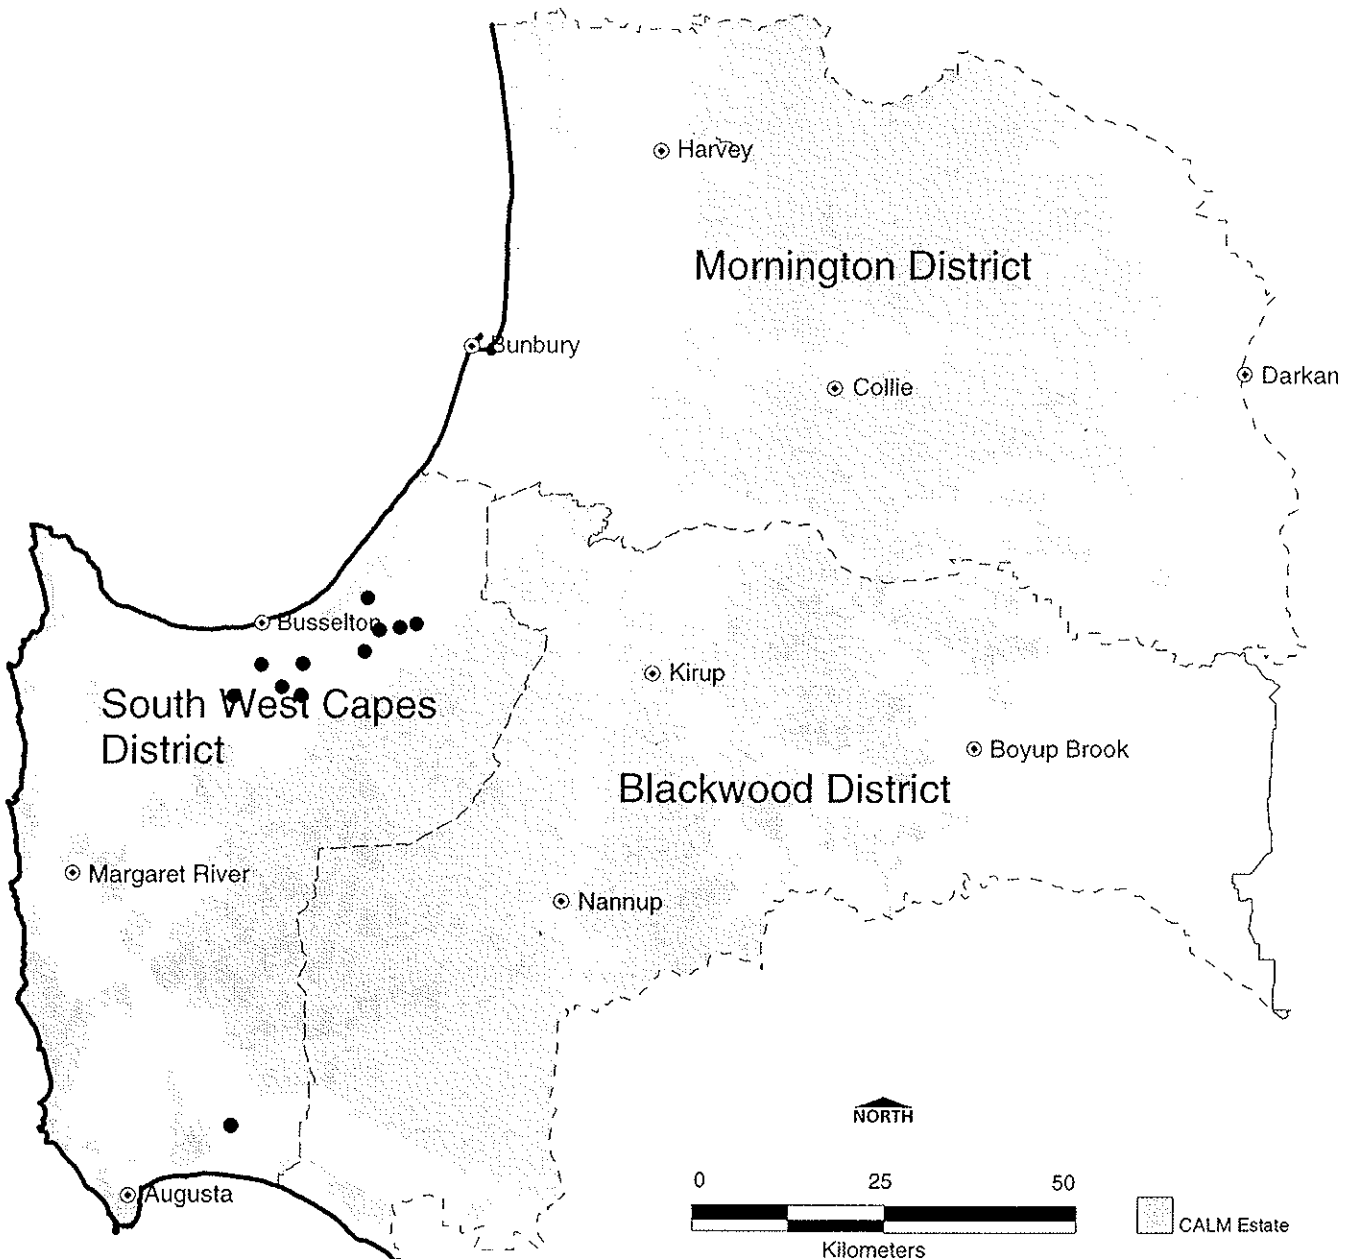 Harvey
Mornington District
Bunbury
Collie
Darkan
Busselton
Kirup
South West Capes
District
Boyup Brook
Blackwood District
Margaret River
Nannup
NORTH
0 25 50
Augusta
CALM Estate
Kilometers